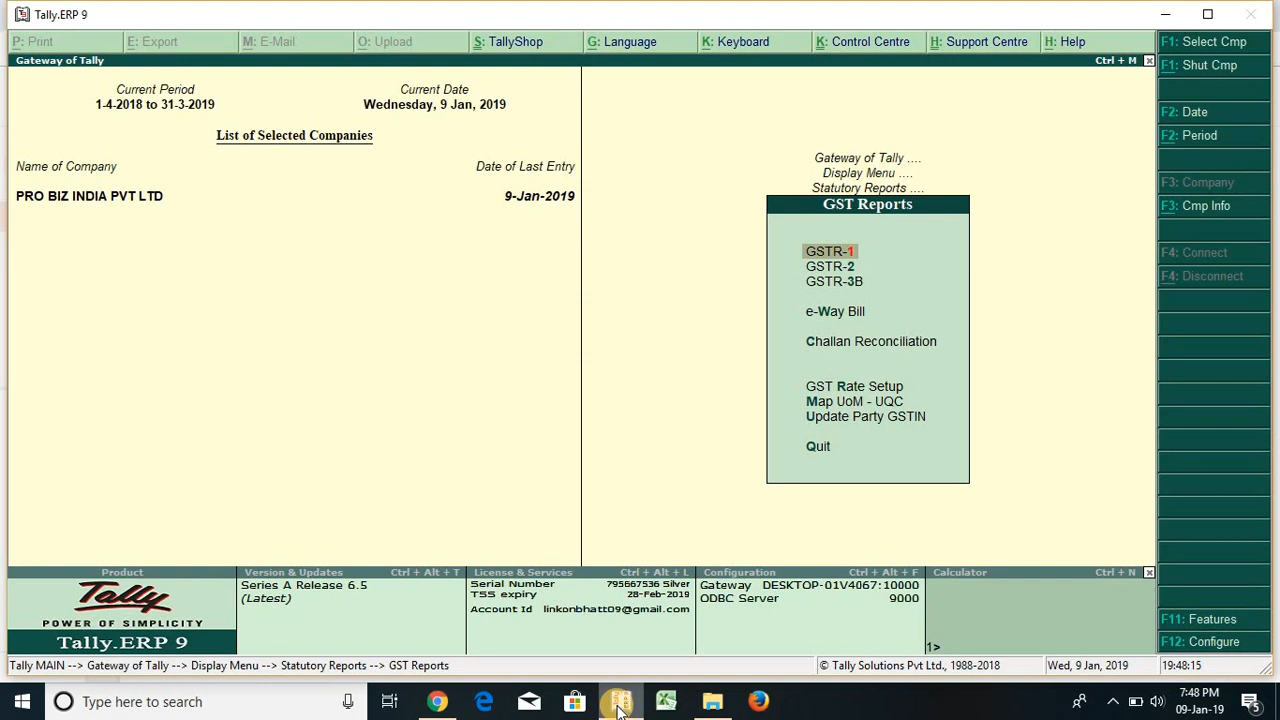 Tally.ERP 9
P: Print
E: Export
M: E-Mail
O: Upload
S: TallyShop
G: Language
K: Keyboard
K: Control Centre
H: Support Centre
H: Help
F1: Select Cmp
Gateway of Tally
Ctrl + M
F1: Shut Cmp
Current Period
1-4-2018 to 31-3-2019
Current Date
Wednesday, 9 Jan, 2019
List of Selected Companies
Name of Company
Date of Last Entry
PRO BIZ INDIA PVT LTD
9-Jan-2019
Gateway of Tally ....
Display Menu ....
Statutory Reports ....
GST Reports
GSTR-1
GSTR-2
GSTR-3B
e-Way Bill
Challan Reconciliation
GST Rate Setup
Map UoM - UQC
Update Party GSTIN
Quit
F2: Date
F2: Period
F3: Company
F3: Cmp Info
F4: Connect
F4: Disconnect
F11: Features
F12: Configure
Product
Tally
POWER OF SIMPLICITY
Tally.ERP 9
Version & Updates
Ctrl + Alt + T
Series A Release 6.5
(Latest)
License & Services
Ctrl + Alt + L
Serial Number
795667536 Silver
TSS expiry
28-Feb-2019
Account Id
linkonbhatt09@gmail.com
Configuration
Ctrl + Alt + F
Gateway
DESKTOP-01V4067:10000
ODBC Server
9000
Calculator
Ctrl + N
1>
Tally MAIN --> Gateway of Tally --> Display Menu --> Statutory Reports --> GST Reports
© Tally Solutions Pvt Ltd., 1988-2018
Wed, 9 Jan, 2019
19:48:15
Type here to search
7:48 PM
09-Jan-19
5